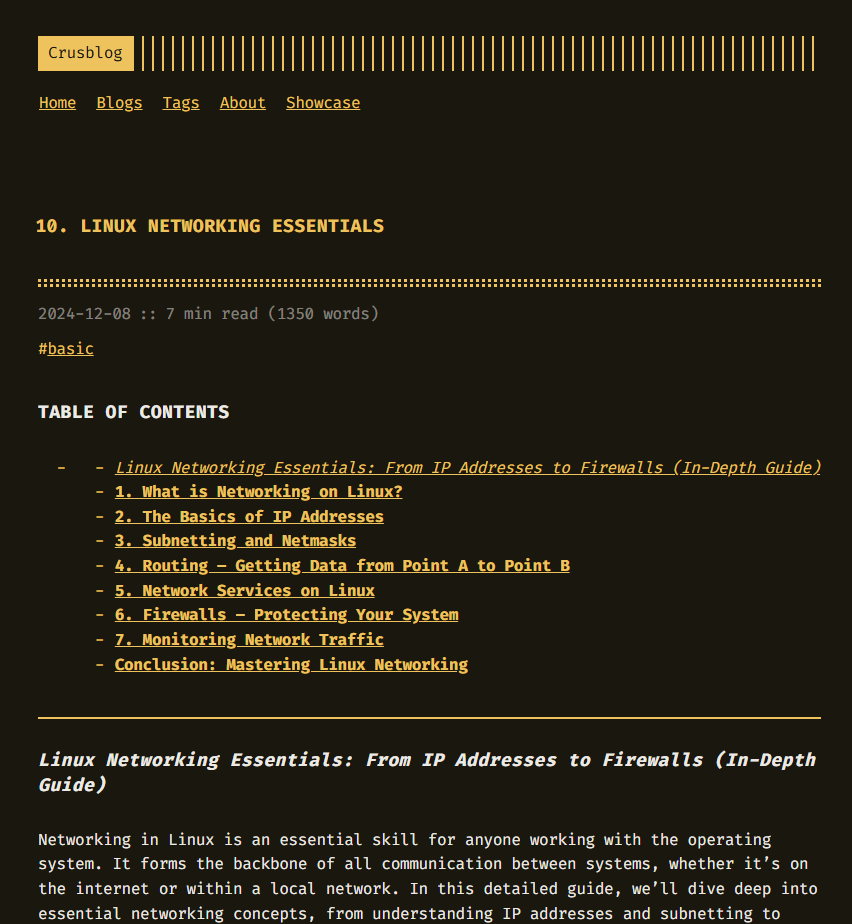 Crusblog
Home Blogs Tags About Showcase
10. LINUX NETWORKING ESSENTIALS
2024-12-08 :: 7 min read (1350 words)
#basic
TABLE OF CONTENTS
- - Linux Networking Essentials: From IP Addresses to Firewalls (In-Depth Guide)
- 1. What is Networking on Linux?
- 2. The Basics of IP Addresses
- 3. Subnetting and Netmasks
- 4. Routing – Getting Data from Point A to Point B
- 5. Network Services on Linux
- 6. Firewalls – Protecting Your System
- 7. Monitoring Network Traffic
- Conclusion: Mastering Linux Networking
Linux Networking Essentials: From IP Addresses to Firewalls (In-Depth
Guide)
Networking in Linux is an essential skill for anyone working with the operating
system. It forms the backbone of all communication between systems, whether it’s on
the internet or within a local network. In this detailed guide, we’ll dive deep into
essential networking concepts, from understanding IP addresses and subnetting to